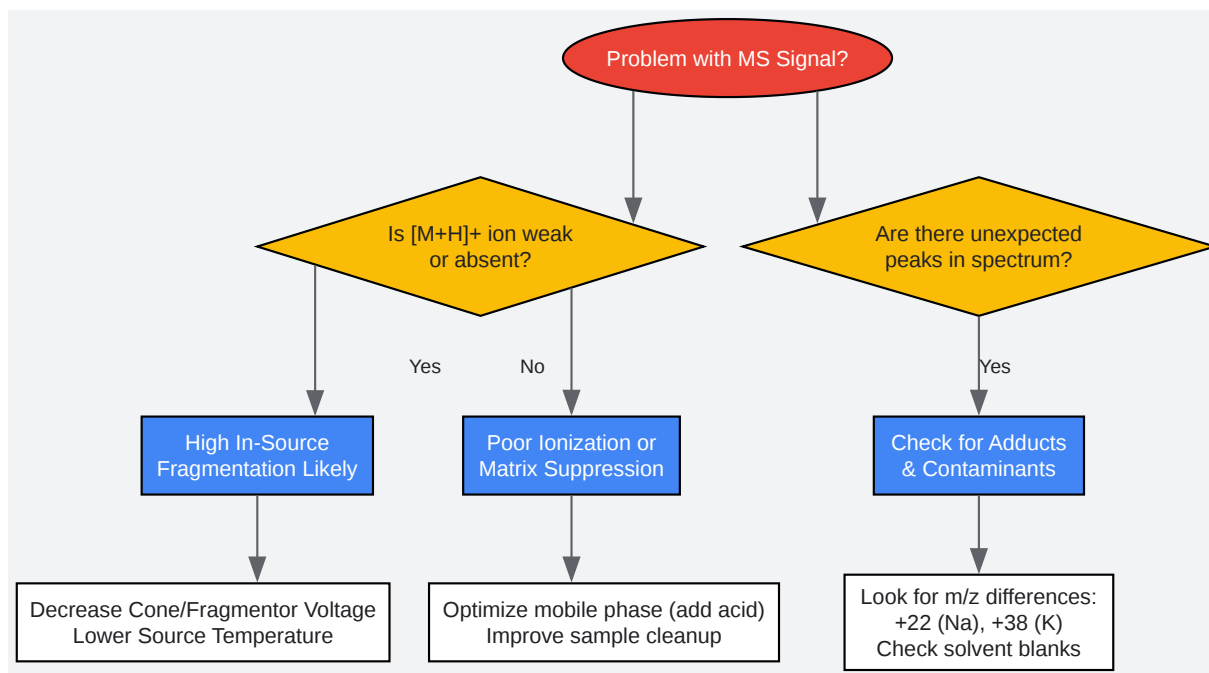 Problem with MS Signal?
Is [M+H]+ ion weak
or absent?
Are there unexpected
peaks in spectrum?
Yes
No
Yes
High In-Source
Fragmentation Likely
Poor Ionization or
Matrix Suppression
Check for Adducts
& Contaminants
Decrease Cone/Fragmentor Voltage
Lower Source Temperature
Optimize mobile phase (add acid)
Improve sample cleanup
Look for m/z differences:
+22 (Na), +38 (K)
Check solvent blanks